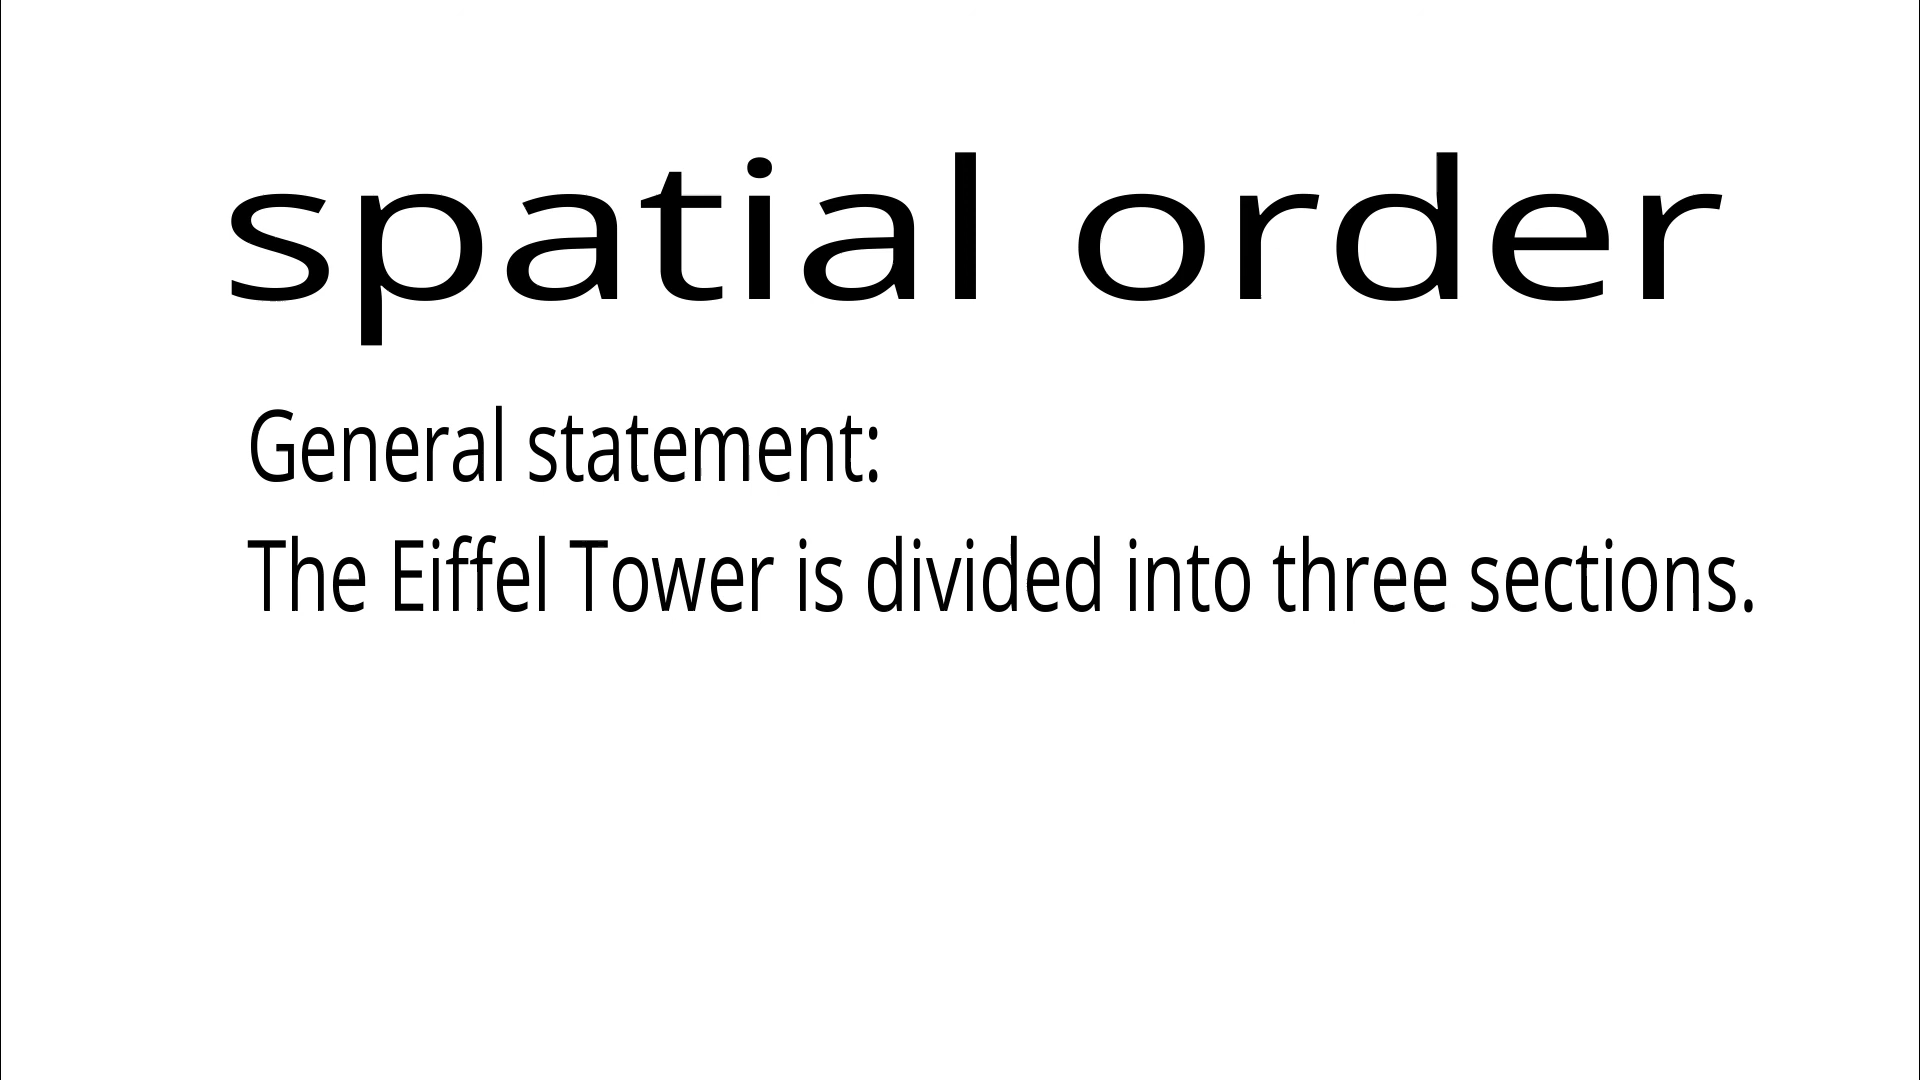 spatial order
General statement:
The Eiffel Tower is divided into three sections.